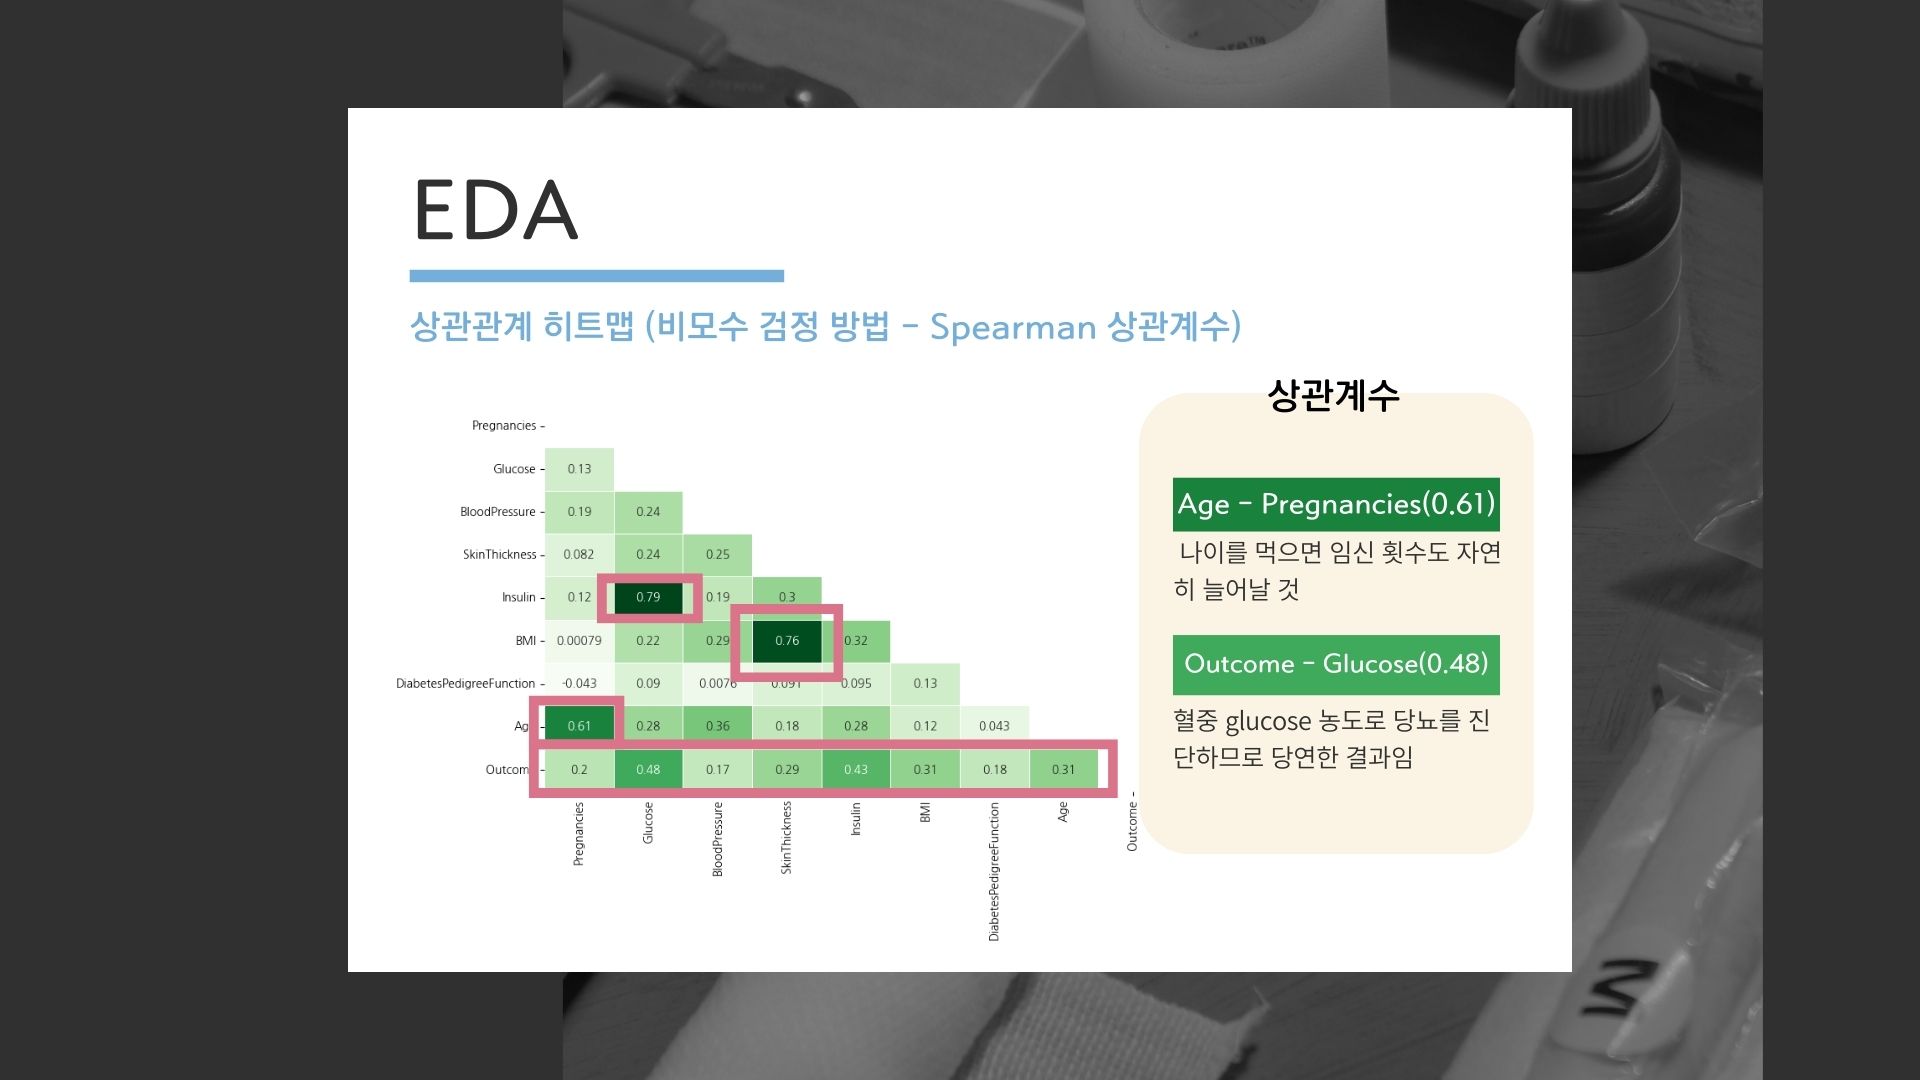 EDA
상관관계 히트맵 (비모수 검정 방법 - Spearman 상관계수)
상관계수
Pregnancies
Glucose 0.13
BloodPressure 0.19 0.24
SkinThickness 0.082 0.24 0.25
Insulin 0.12 0.79 0.19 0.3
BMI 0.00079 0.22 0.29 0.76 0.32
DiabetesPedigreeFunction -0.043 0.09 0.0076 0.091 0.095 0.13
Age 0.61 0.28 0.36 0.18 0.28 0.12 0.043
Outcome 0.2 0.48 0.17 0.29 0.43 0.31 0.18 0.31
Pregnancies Glucose BloodPressure SkinThickness Insulin BMI DiabetesPedigreeFunction Age Outcome
Age - Pregnancies(0.61)
나이를 먹으면 임신 횟수도 자연
히 늘어날 것
Outcome - Glucose(0.48)
혈중 glucose 농도로 당뇨를 진
단하므로 당연한 결과임
M